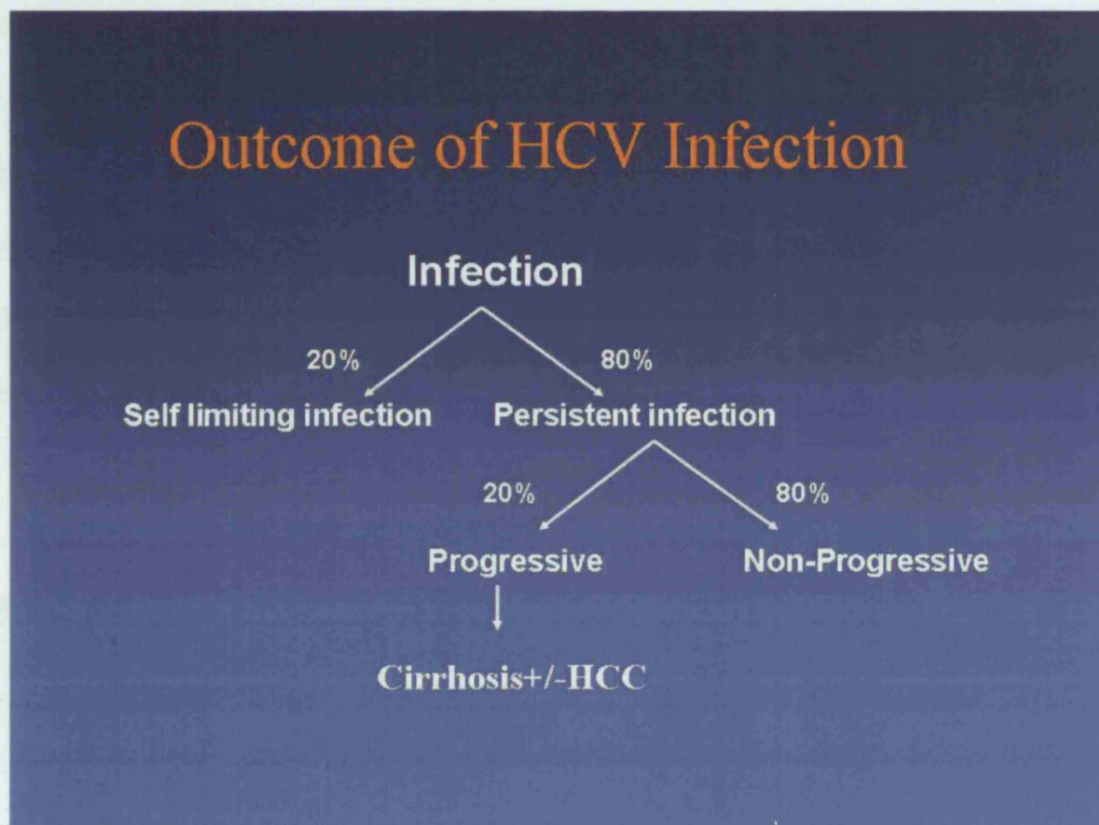 Outcome of HCV Infection
Infection
20% 80%
Self limiting infection Persistent infection
20% 80%
Progressive Non-Progressive
Cirrhosis+/-HCC